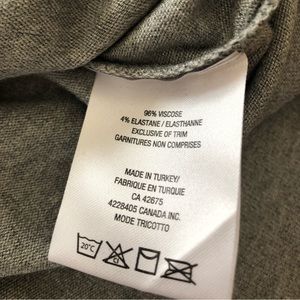 96% VISCOSE
4% ELASTANE / ELASTHANNE
EXCLUSIVE OF TRIM
GARNITURES NON COMPRISES
MADE IN TURKEY/
FABRIQUE EN TURQUIE
CA 42675
4228405 CANADA INC.
MODE TRICOTTO
20°C
CL